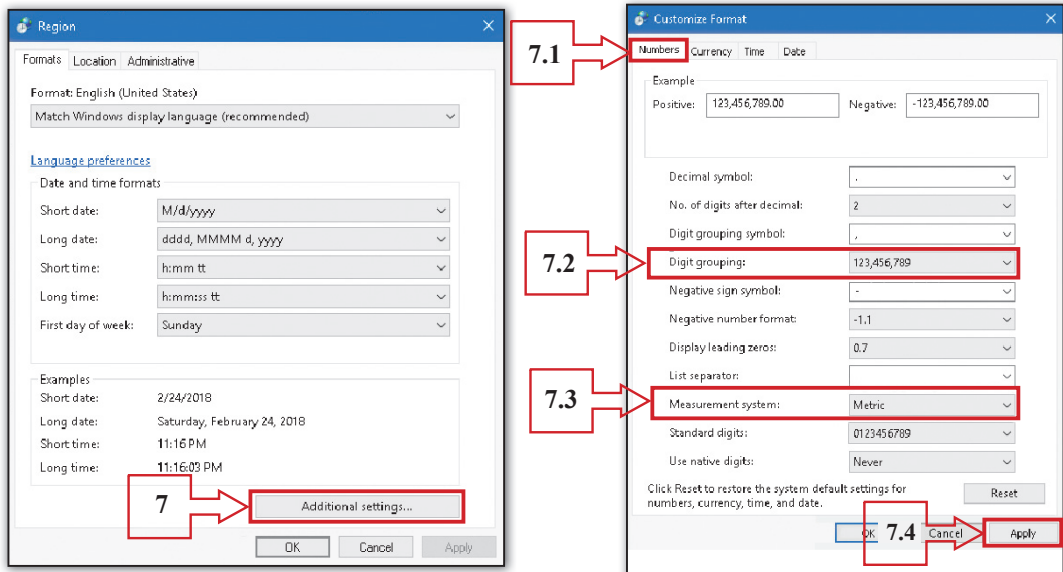 Region
Formats Location Administrative
Format: English (United States)
Match Windows display language (recommended)
Language preferences
Date and time formats
Short date: M/d/yyyy
Long date: dddd, MMMM d, yyyy
Short time: h:mm tt
Long time: h:mm:ss tt
First day of week: Sunday
Examples
Short date: 2/24/2018
Long date: Saturday, February 24, 2018
Short time: 11:16 PM
Long time: 11:16:03 PM
7 Additional settings...
OK Cancel Apply
Customize Format
7.1 Numbers Currency Time Date
Example
Positive: 123,456,789.00 Negative: -123,456,789.00
Decimal symbol: .
No. of digits after decimal: 2
Digit grouping symbol: ,
7.2 Digit grouping: 123,456,789
Negative sign symbol: -
Negative number format: -1.1
Display leading zeros: 0.7
List separator:
7.3 Measurement system: Metric
Standard digits: 0123456789
Use native digits: Never
Click Reset to restore the system default settings for
numbers, currency, time, and date.
Reset
OK 7.4 Cancel Apply